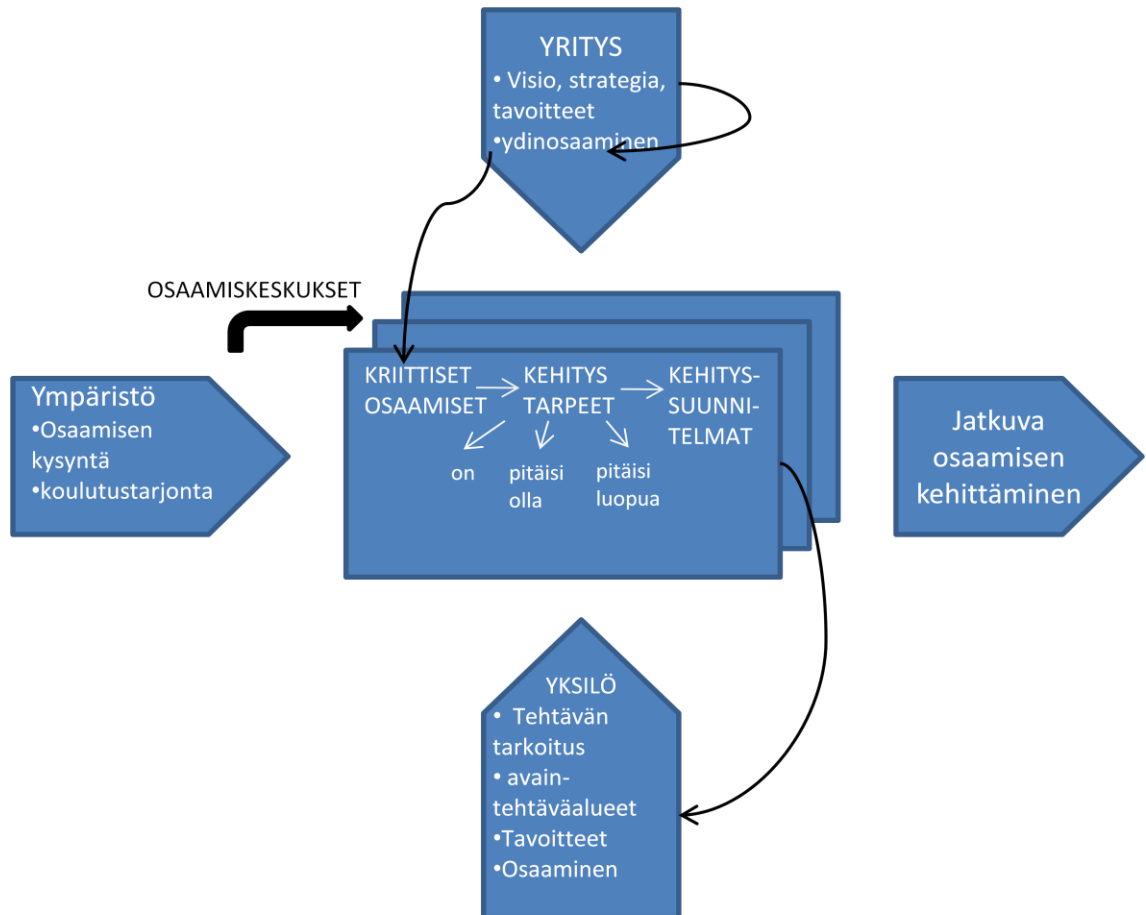 YRITYS
• Visio, strategia,
tavoitteet
•ydinosaaminen
OSAAMISKESKUKSET
Ympäristö
•Osaamisen
kysyntä
•koulutustarjonta
KRIITTISET
OSAAMISET
KEHITYS
TARPEET
KEHITYS-
SUUNNI-
TELMAT
on
pitäisi
olla
pitäisi
luopua
Jatkuva
osaamisen
kehittäminen
YKSILÖ
• Tehtävän
tarkoitus
• avain-
tehtäväalueet
•Tavoitteet
•Osaaminen